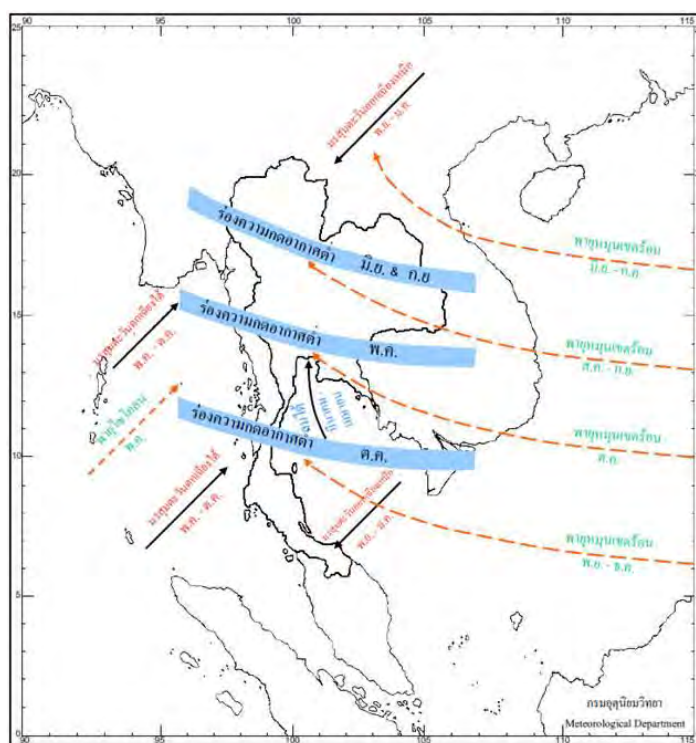 90 95 100 105 110 115
25
มรสุมตะวันออกเฉียงเหนือ
พ.ย. - ม.ค.
20
ร่องความกดอากาศต่ำ มิ.ย. & ก.ย
พายุหมุนเขตร้อน
มิ.ย. - ก.ค.
15
มรสุมตะวันตกเฉียงใต้
พ.ค. - ต.ค.
ร่องความกดอากาศต่ำ พ.ค.
พายุหมุนเขตร้อน
ส.ค. - ก.ย.
พายุไซโคลน
พ.ค.
ร่องความกดอากาศต่ำ ต.ค.
พายุหมุนเขตร้อน
ต.ค.
10
มรสุมตะวันตกเฉียงใต้
พ.ค. - ต.ค.
มรสุมตะวันออกเฉียงเหนือ
พ.ย. - ม.ค.
พายุหมุนเขตร้อน
พ.ย. - ธ.ค.
5
กรมอุตุนิยมวิทยา
Meteorological Department
0
90 95 100 105 110 115